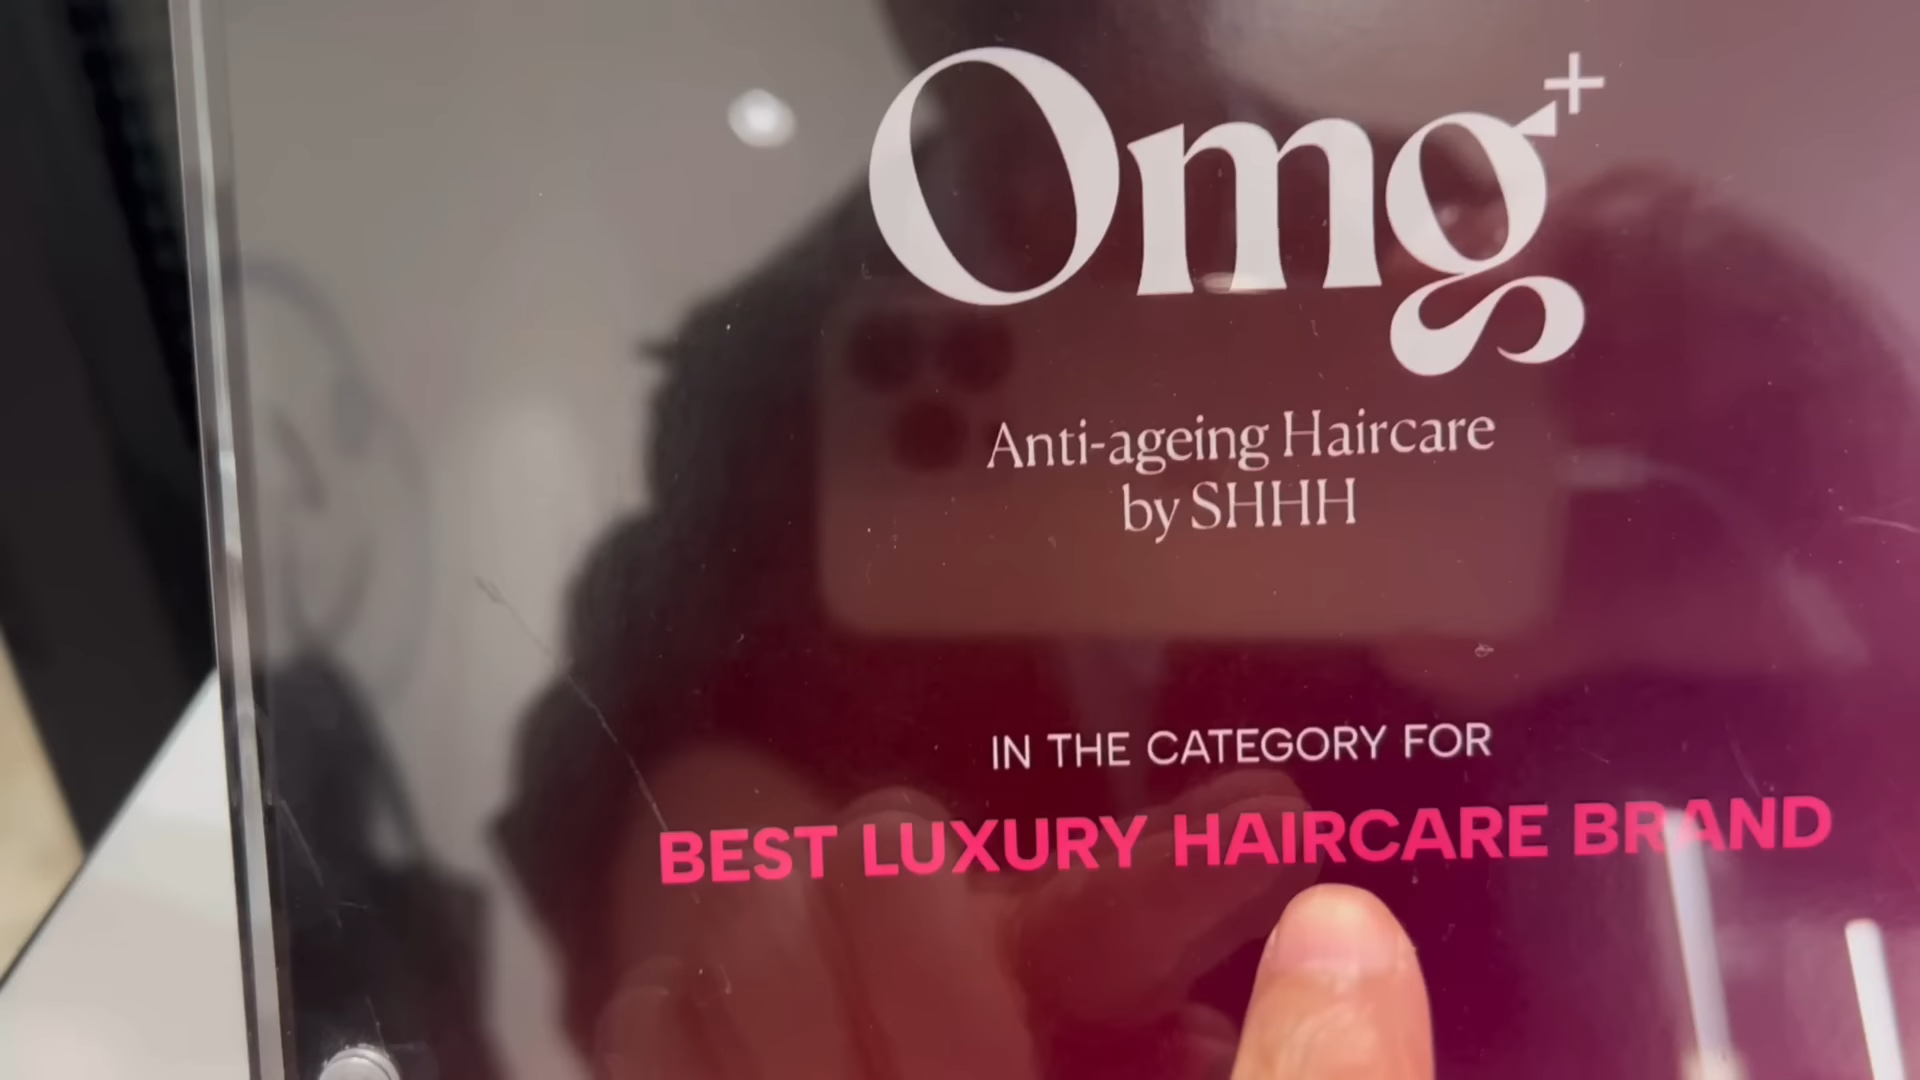 Omg+
Anti-ageing Haircare
by SHHH
IN THE CATEGORY FOR
BEST LUXURY HAIRCARE BRAND